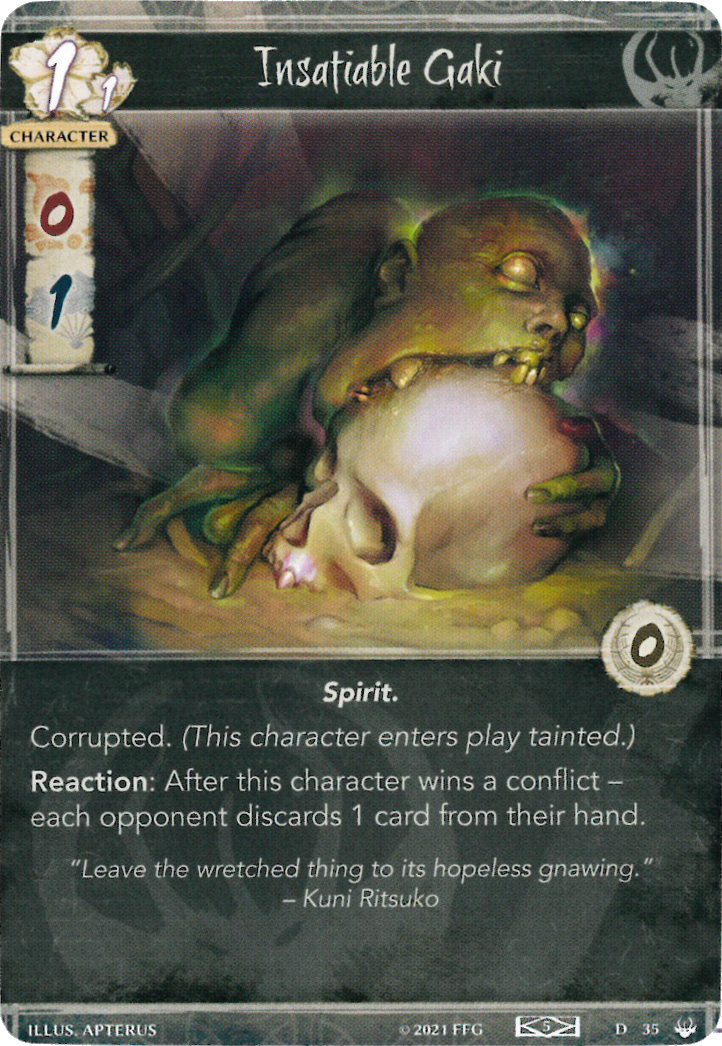 Insatiable Gaki
1
1
CHARACTER
0
1
0
Spirit.
Corrupted. (This character enters play tainted.)
Reaction: After this character wins a conflict –
each opponent discards 1 card from their hand.
“Leave the wretched thing to its hopeless gnawing.”
– Kuni Ritsuko
ILLUS. APTERUS © 2021 FFG 5 D 35